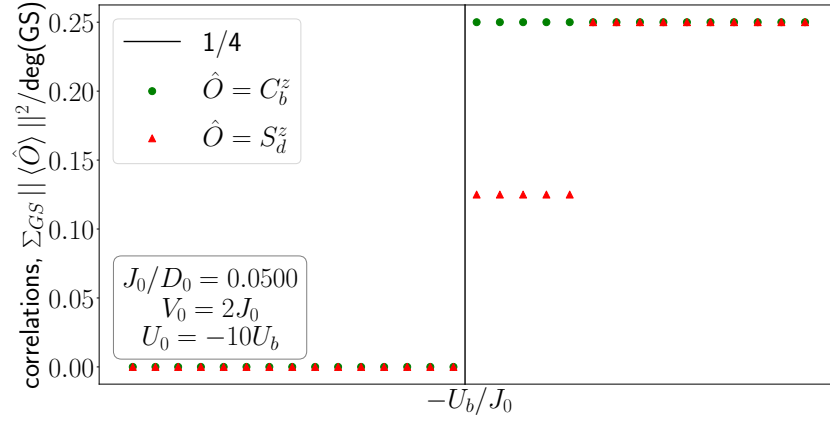 correlations, Σ_GS || ⟨Ô⟩ ||²/deg(GS)
0.25
0.20
0.15
0.10
0.05
0.00
1/4
Ô = C_b^z
Ô = S_d^z
J_0/D_0 = 0.0500
V_0 = 2J_0
U_0 = −10U_b
−U_b/J_0